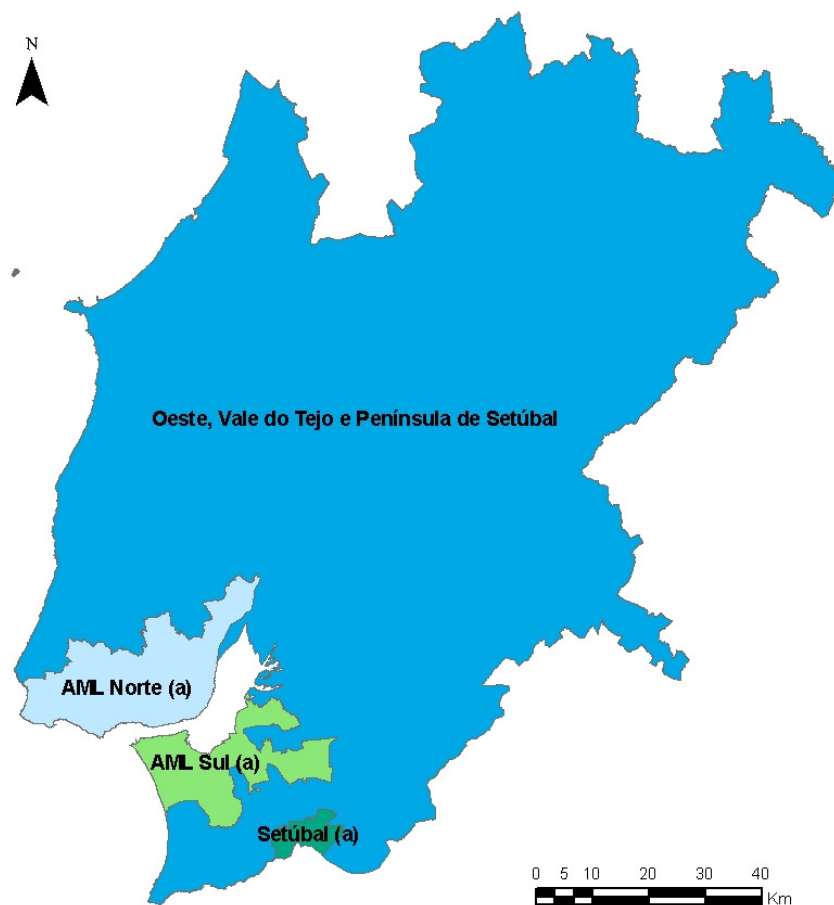 N
Oeste, Vale do Tejo e Península de Setúbal
AML Norte (a)
AML Sul (a)
Setúbal (a)
0 5 10 20 30 40
Km